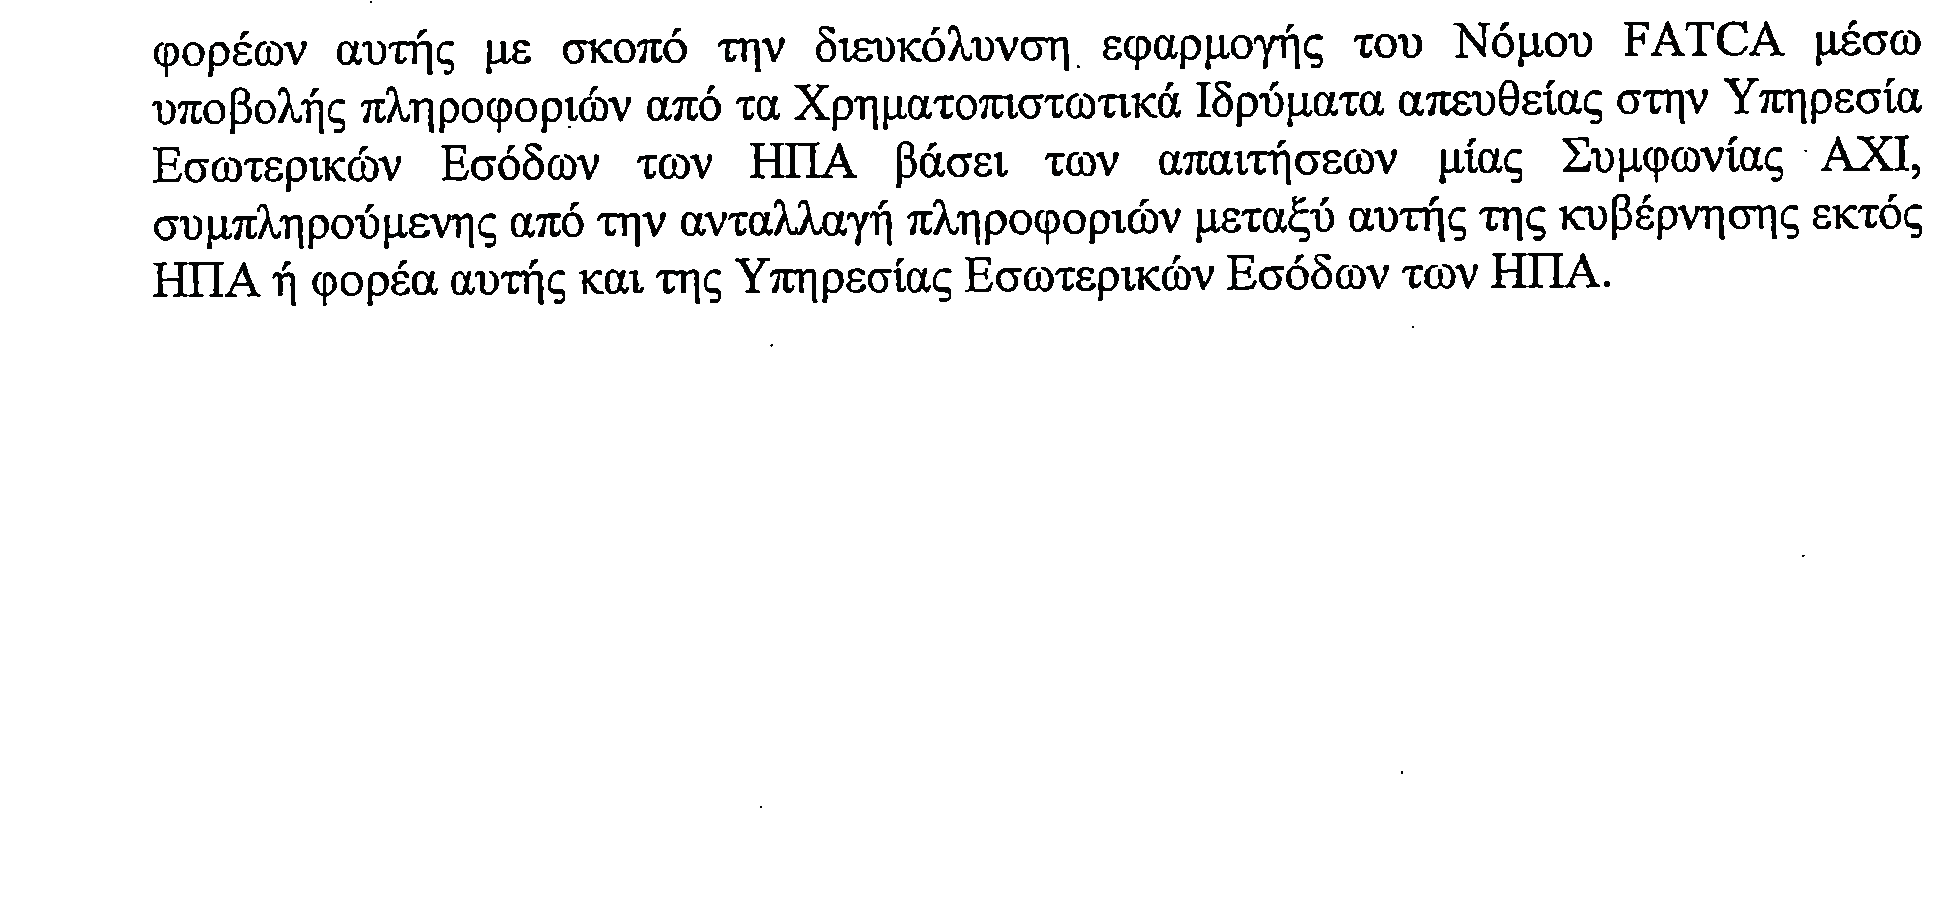 φορέων αυτής με σκοπό την διευκόλυνση εφαρμογής του Νόμου FATCA μέσω
υποβολής πληροφοριών από τα Χρηματοπιστωτικά Ιδρύματα απευθείας στην Υπηρεσία
Εσωτερικών Εσόδων των ΗΠΑ βάσει των απαιτήσεων μίας Συμφωνίας ΑΧΙ,
συμπληρούμενης από την ανταλλαγή πληροφοριών μεταξύ αυτής της κυβέρνησης εκτός
ΗΠΑ ή φορέα αυτής και της Υπηρεσίας Εσωτερικών Εσόδων των ΗΠΑ.